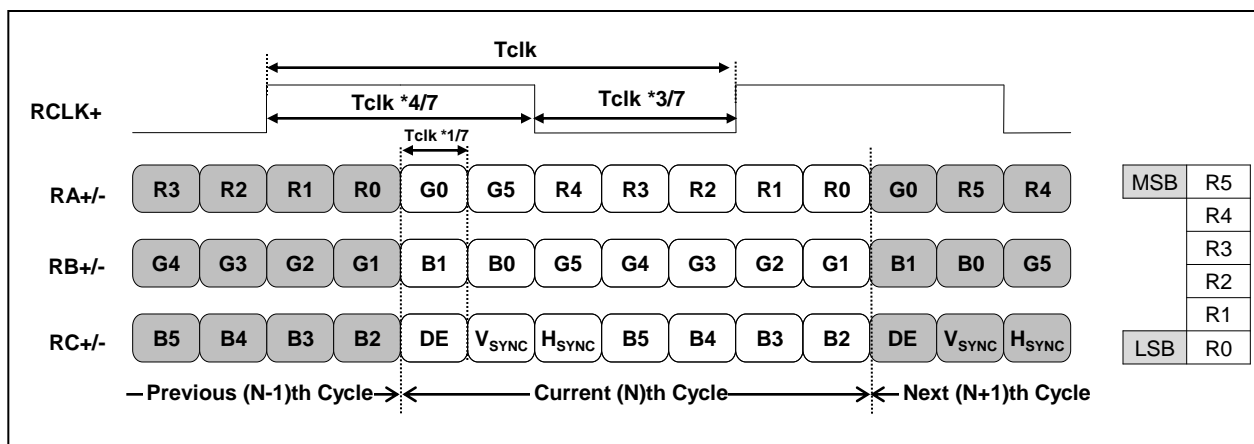 Tclk
RCLK+
Tclk *4/7
Tclk *3/7
Tclk *1/7
RA+/- R3 R2 R1 R0 G0 G5 R4 R3 R2 R1 R0 G0 R5 R4
RB+/- G4 G3 G2 G1 B1 B0 G5 G4 G3 G2 G1 B1 B0 G5
RC+/- B5 B4 B3 B2 DE VSYNC HSYNC B5 B4 B3 B2 DE VSYNC HSYNC
Previous (N-1)th Cycle Current (N)th Cycle Next (N+1)th Cycle
MSB R5
R4
R3
R2
R1
LSB R0